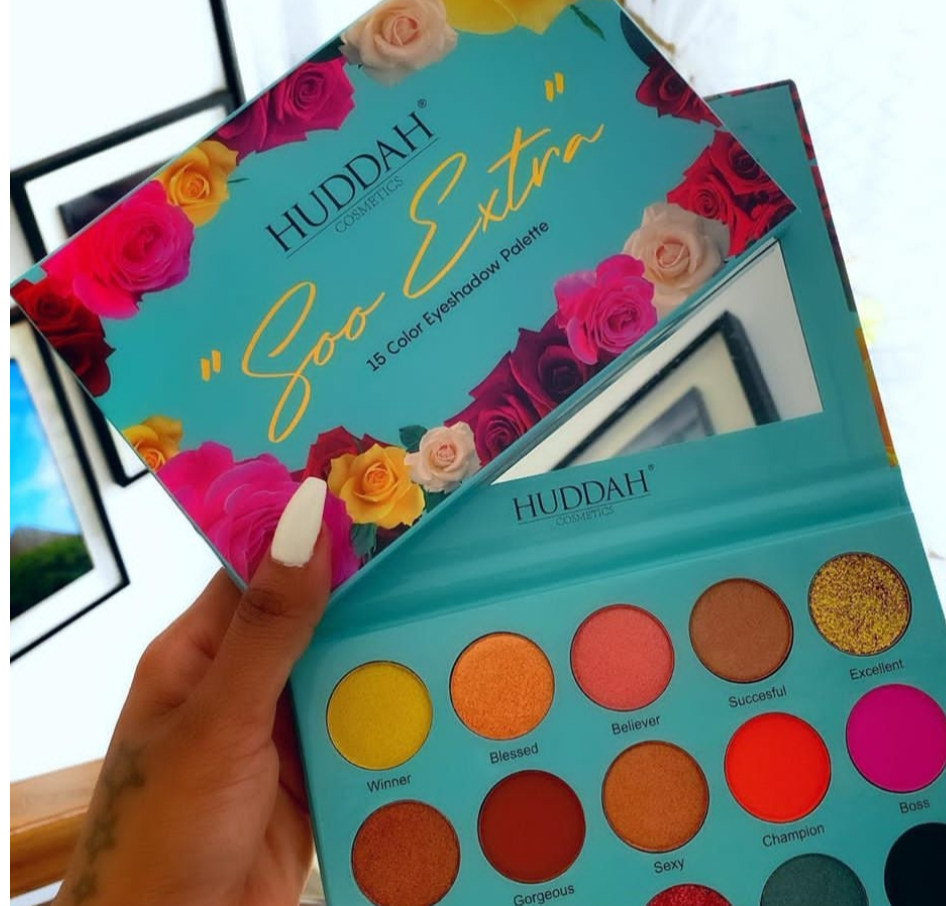 HUDDAH®
COSMETICS
"Soo Extra"
15 Color Eyeshadow Palette
HUDDAH®
COSMETICS
Winner
Blessed
Believer
Succesful
Excellent
Gorgeous
Sexy
Champion
Boss